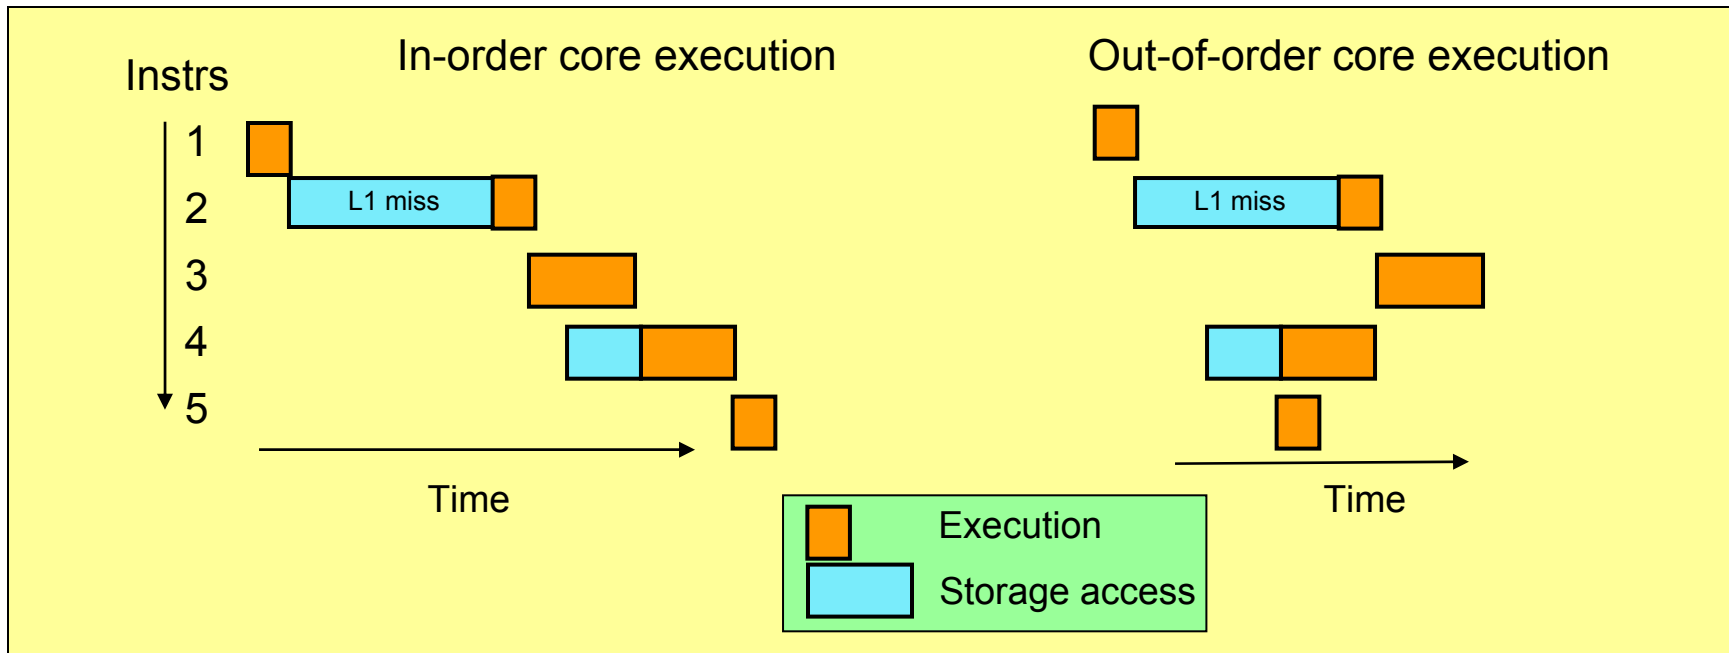 In-order core execution
Out-of-order core execution
Instrs
1
2
3
4
5
L1 miss
L1 miss
Time
Time
Execution
Storage access